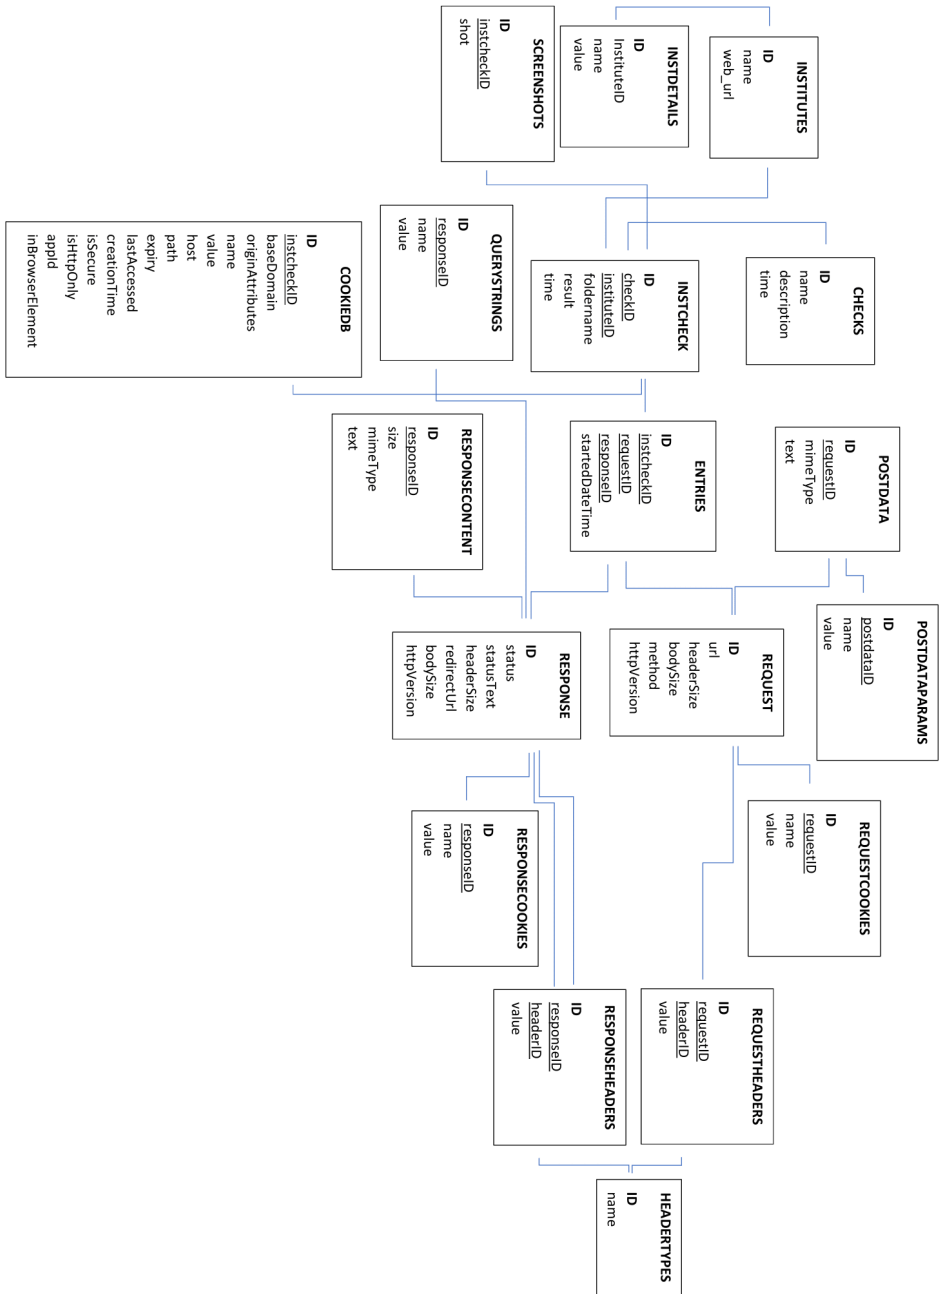 INSTITUTES
ID
name
web_url
INSTDETAILS
ID
InstituteID
name
value
SCREENSHOTS
ID
instcheckID
shot
CHECKS
ID
name
description
time
INSTCHECK
ID
checkID
instituteID
foldername
result
time
QUERYSTRINGS
ID
responseID
name
value
COOKIEDB
ID
instcheckID
baseDomain
originAttributes
name
value
host
path
expiry
lastAccessed
creationTime
isSecure
isHttpOnly
appId
inBrowserElement
POSTDATA
ID
requestID
mimeType
text
ENTRIES
ID
instcheckID
requestID
responseID
startedDateTime
RESPONSECONTENT
ID
responseID
size
mimeType
text
POSTDATAPARAMS
ID
postdataID
name
value
REQUEST
ID
url
headerSize
bodySize
method
httpVersion
RESPONSE
ID
status
statusText
headerSize
redirectUrl
bodySize
httpVersion
REQUESTCOOKIES
ID
requestID
name
value
RESPONSECOOKIES
ID
responseID
name
value
REQUESTHEADERS
ID
requestID
headerID
value
RESPONSEHEADERS
ID
responseID
headerID
value
HEADERTYPES
ID
name